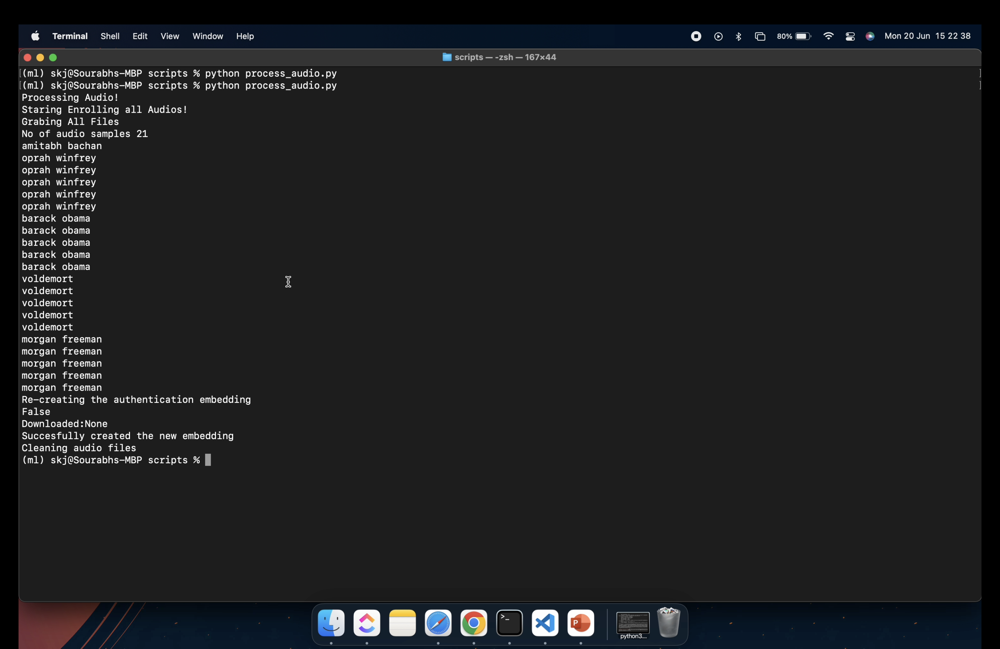 Terminal Shell Edit View Window Help 80% Mon 20 Jun 15 22 38
scripts — -zsh — 167×44
[(ml) skj@Sourabhs-MBP scripts % python process_audio.py ]
[(ml) skj@Sourabhs-MBP scripts % python process_audio.py ]
Processing Audio!
Staring Enrolling all Audios!
Grabing All Files
No of audio samples 21
amitabh bachan
oprah winfrey
oprah winfrey
oprah winfrey
oprah winfrey
oprah winfrey
barack obama
barack obama
barack obama
barack obama
barack obama
voldemort
voldemort
voldemort
voldemort
voldemort
morgan freeman
morgan freeman
morgan freeman
morgan freeman
morgan freeman
Re-creating the authentication embedding
False
Downloaded:None
Succesfully created the new embedding
Cleaning audio files
(ml) skj@Sourabhs-MBP scripts %
>_
P
python3....